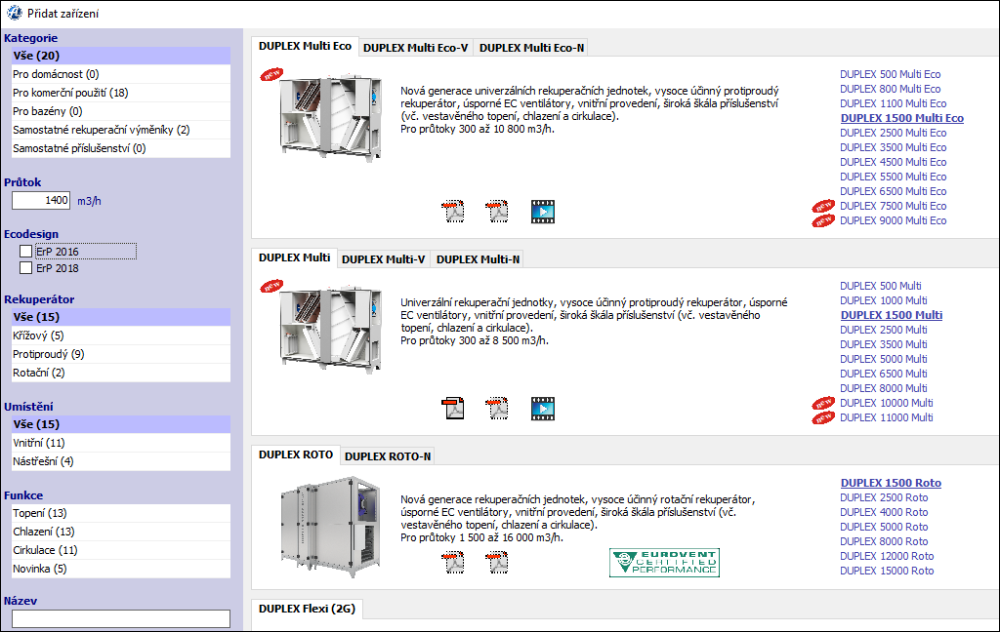 Přidat zařízení
Kategorie
Vše (20)
Pro domácnost (0)
Pro komerční použití (18)
Pro bazény (0)
Samostatné rekuperační výměníky (2)
Samostatné příslušenství (0)
Průtok
1400 m3/h
Ecodesign
ErP 2016
ErP 2018
Rekuperátor
Vše (15)
Křížový (5)
Protiproudý (9)
Rotační (2)
Umístění
Vše (15)
Vnitřní (11)
Nástřešní (4)
Funkce
Topení (13)
Chlazení (13)
Cirkulace (11)
Novinka (5)
Název
DUPLEX Multi Eco DUPLEX Multi Eco-V DUPLEX Multi Eco-N
new
Nová generace univerzálních rekuperačních jednotek, vysoce účinný protiproudý
rekuperátor, úsporné EC ventilátory, vnitřní provedení, široká škála příslušenství
(vč. vestavěného topení, chlazení a cirkulace).
Pro průtoky 300 až 10 800 m3/h.
DUPLEX 500 Multi Eco
DUPLEX 800 Multi Eco
DUPLEX 1100 Multi Eco
DUPLEX 1500 Multi Eco
DUPLEX 2500 Multi Eco
DUPLEX 3500 Multi Eco
DUPLEX 4500 Multi Eco
DUPLEX 5500 Multi Eco
DUPLEX 6500 Multi Eco
new DUPLEX 7500 Multi Eco
new DUPLEX 9000 Multi Eco
DUPLEX Multi DUPLEX Multi-V DUPLEX Multi-N
new
Univerzální rekuperační jednotky, vysoce účinný protiproudý rekuperátor, úsporné
EC ventilátory, vnitřní provedení, široká škála příslušenství (vč. vestavěného
topení, chlazení a cirkulace).
Pro průtoky 300 až 8 500 m3/h.
DUPLEX 500 Multi
DUPLEX 1000 Multi
DUPLEX 1500 Multi
DUPLEX 2500 Multi
DUPLEX 3500 Multi
DUPLEX 5000 Multi
DUPLEX 6500 Multi
DUPLEX 8000 Multi
new DUPLEX 10000 Multi
new DUPLEX 11000 Multi
DUPLEX ROTO DUPLEX ROTO-N
Nová generace rekuperačních jednotek, vysoce účinný rotační rekuperátor,
úsporné EC ventilátory, vnitřní provedení, široká škála příslušenství (vč.
vestavěného topení, chlazení a cirkulace).
Pro průtoky 1 500 až 16 000 m3/h.
EUROVENT
CERTIFIED
PERFORMANCE
DUPLEX 1500 Roto
DUPLEX 2500 Roto
DUPLEX 4000 Roto
DUPLEX 5000 Roto
DUPLEX 8000 Roto
DUPLEX 12000 Roto
DUPLEX 15000 Roto
DUPLEX Flexi (2G)